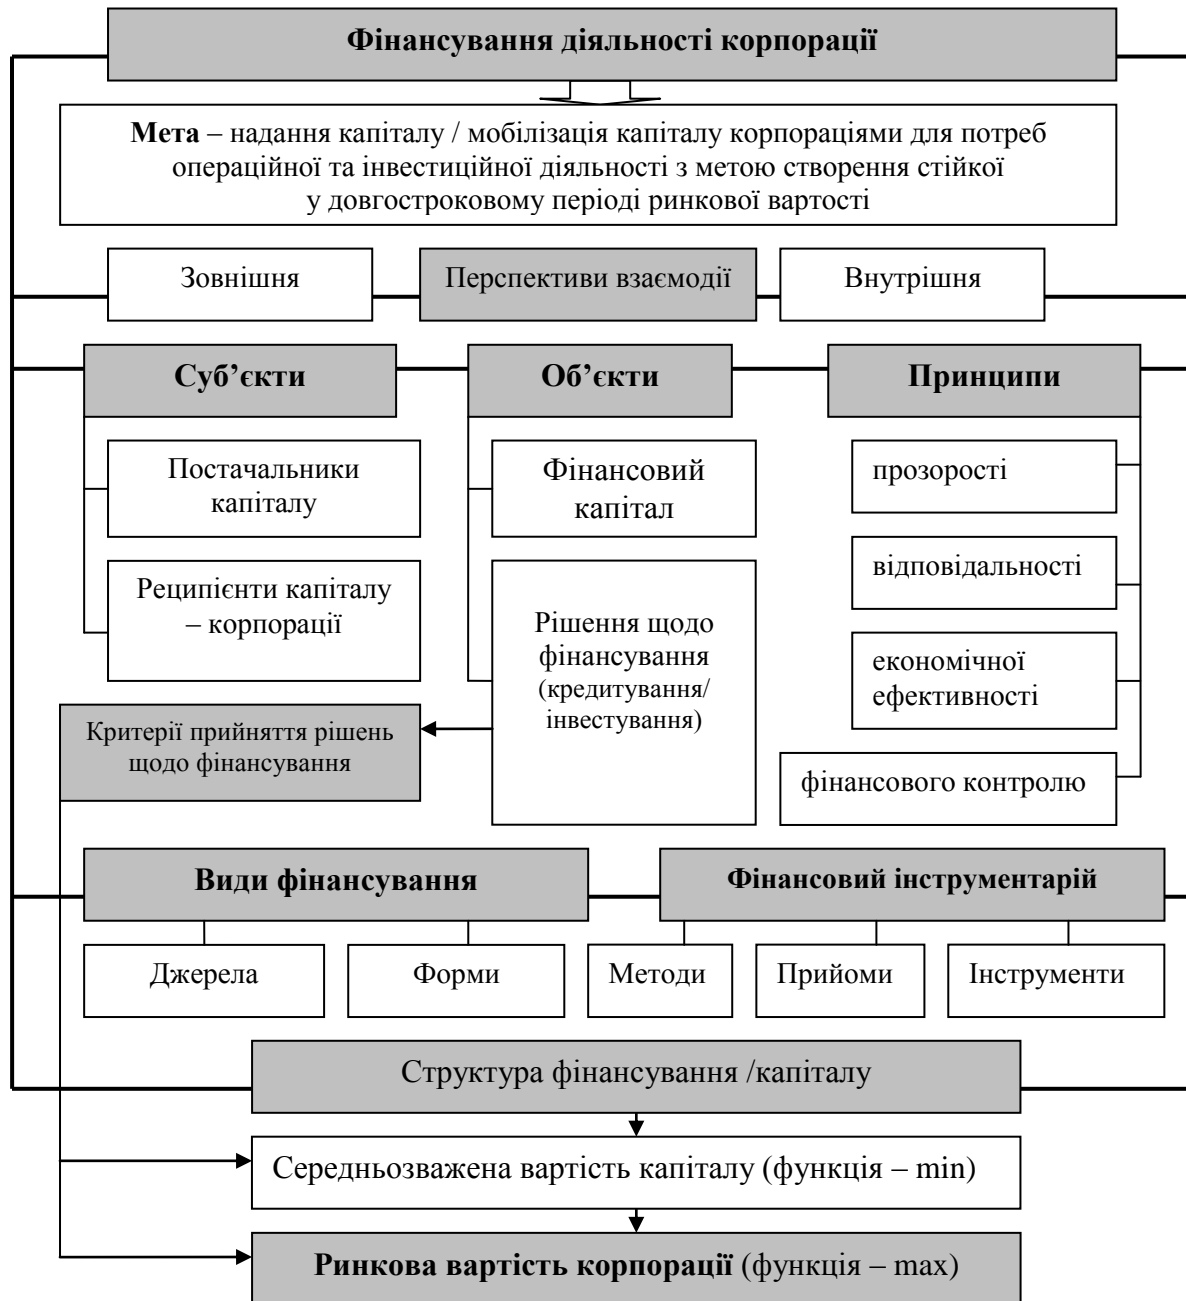 Фінансування діяльності корпорації
Мета – надання капіталу / мобілізація капіталу корпораціями для потреб
операційної та інвестиційної діяльності з метою створення стійкої
у довгостроковому періоді ринкової вартості
Зовнішня
Перспективи взаємодії
Внутрішня
Суб’єкти
Об’єкти
Принципи
Постачальники
капіталу
Реципієнти капіталу
– корпорації
Фінансовий
капітал
Рішення щодо
фінансування
(кредитування/
інвестування)
прозорості
відповідальності
економічної
ефективності
фінансового контролю
Критерії прийняття рішень
щодо фінансування
Види фінансування
Фінансовий інструментарій
Джерела
Форми
Методи
Прийоми
Інструменти
Структура фінансування /капіталу
Середньозважена вартість капіталу (функція – min)
Ринкова вартість корпорації (функція – max)